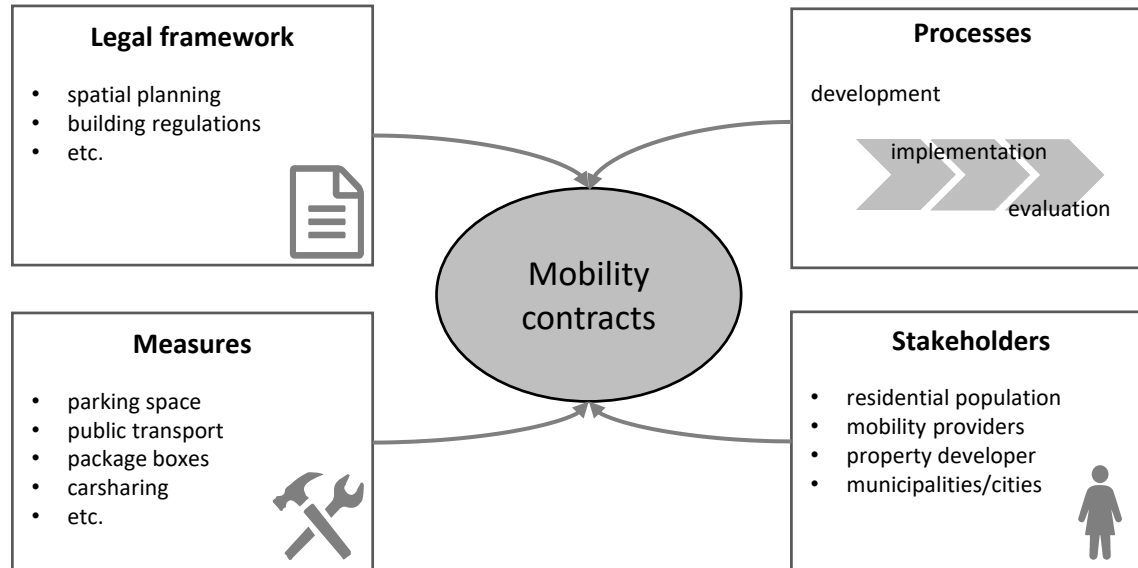 Legal framework
• spatial planning
• building regulations
• etc.
Processes
development
implementation
evaluation
Mobility
contracts
Measures
• parking space
• public transport
• package boxes
• carsharing
• etc.
Stakeholders
• residential population
• mobility providers
• property developer
• municipalities/cities